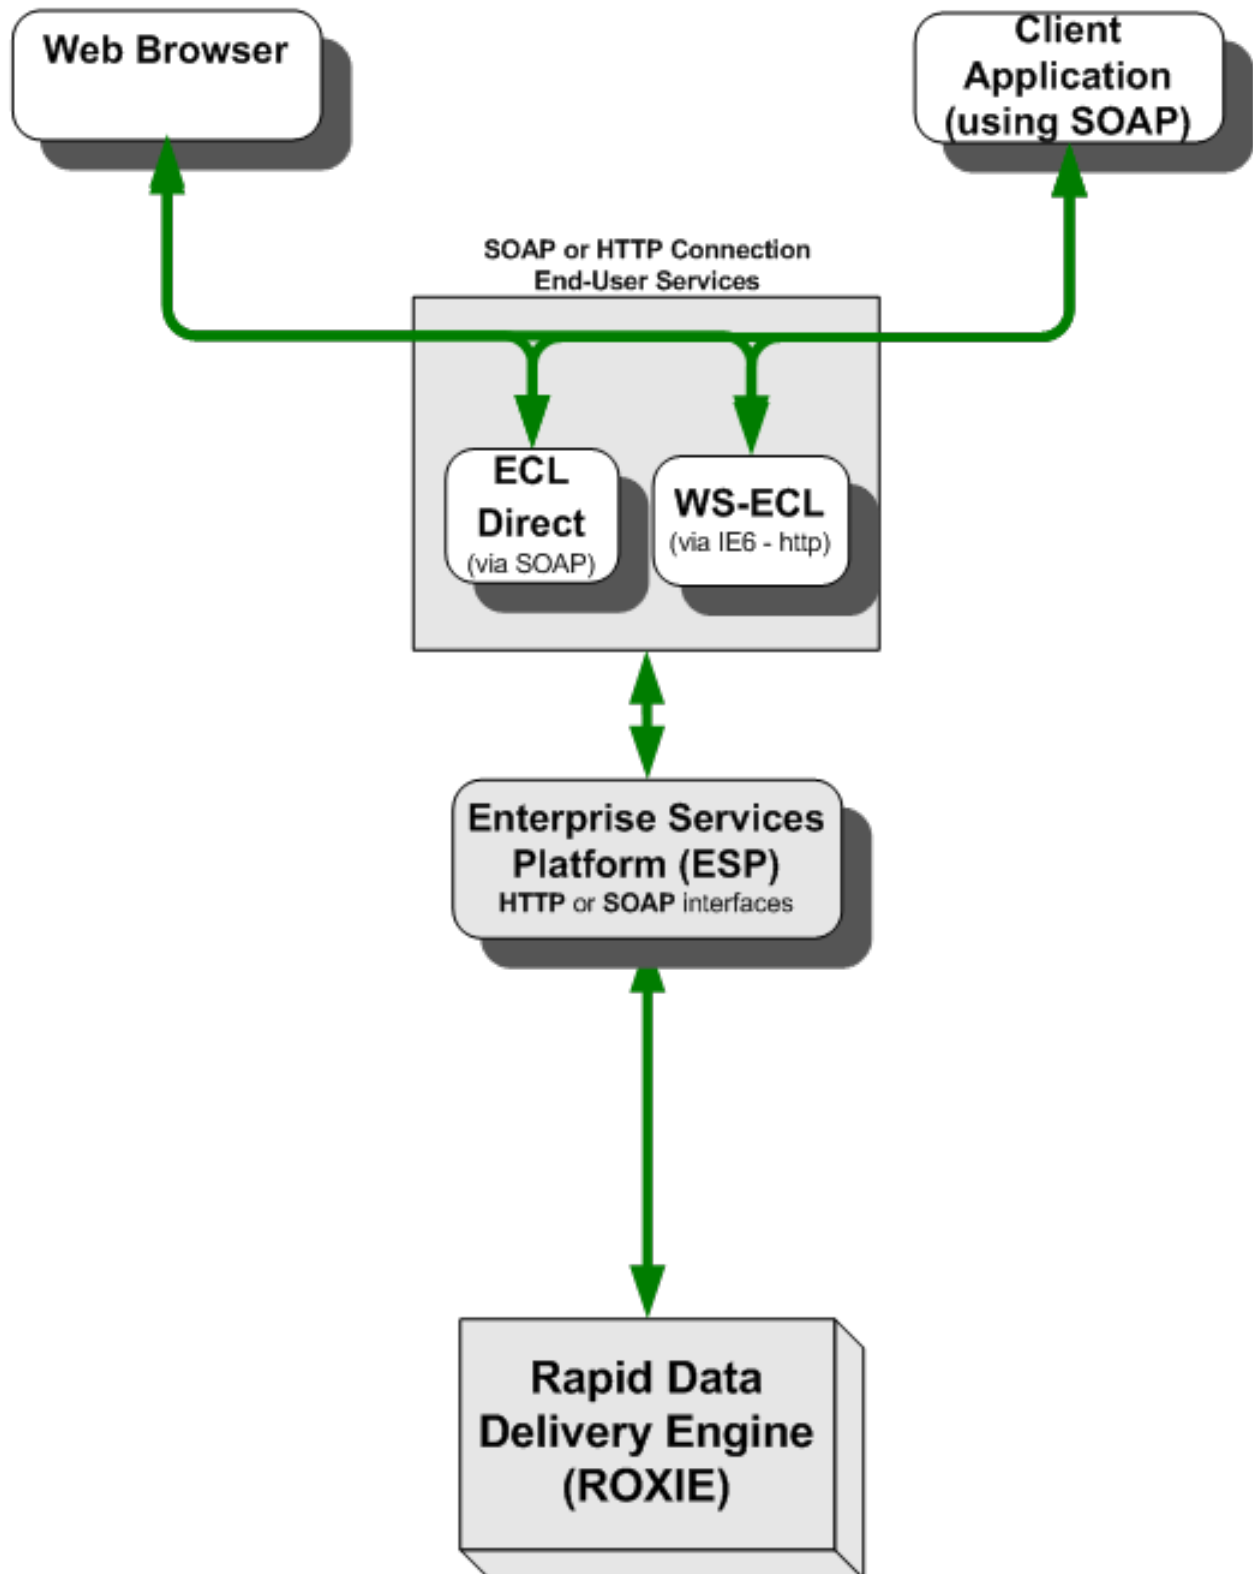 Web Browser
Client
Application
(using SOAP)
SOAP or HTTP Connection
End-User Services
ECL
Direct
(via SOAP)
WS-ECL
(via IE6 - http)
Enterprise Services
Platform (ESP)
HTTP or SOAP interfaces
Rapid Data
Delivery Engine
(ROXIE)